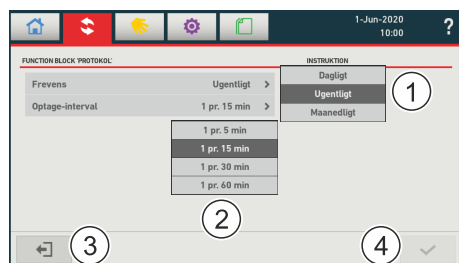 1-Jun-2020
10:00
?
FUNCTION BLOCK 'PROTOKOL'
INSTRUKTION
Frevens
Ugentligt >
Optage-interval
1 pr. 15 min >
Dagligt
Ugentligt
Maanedligt
1
1 pr. 5 min
1 pr. 15 min
1 pr. 30 min
1 pr. 60 min
2
3
4